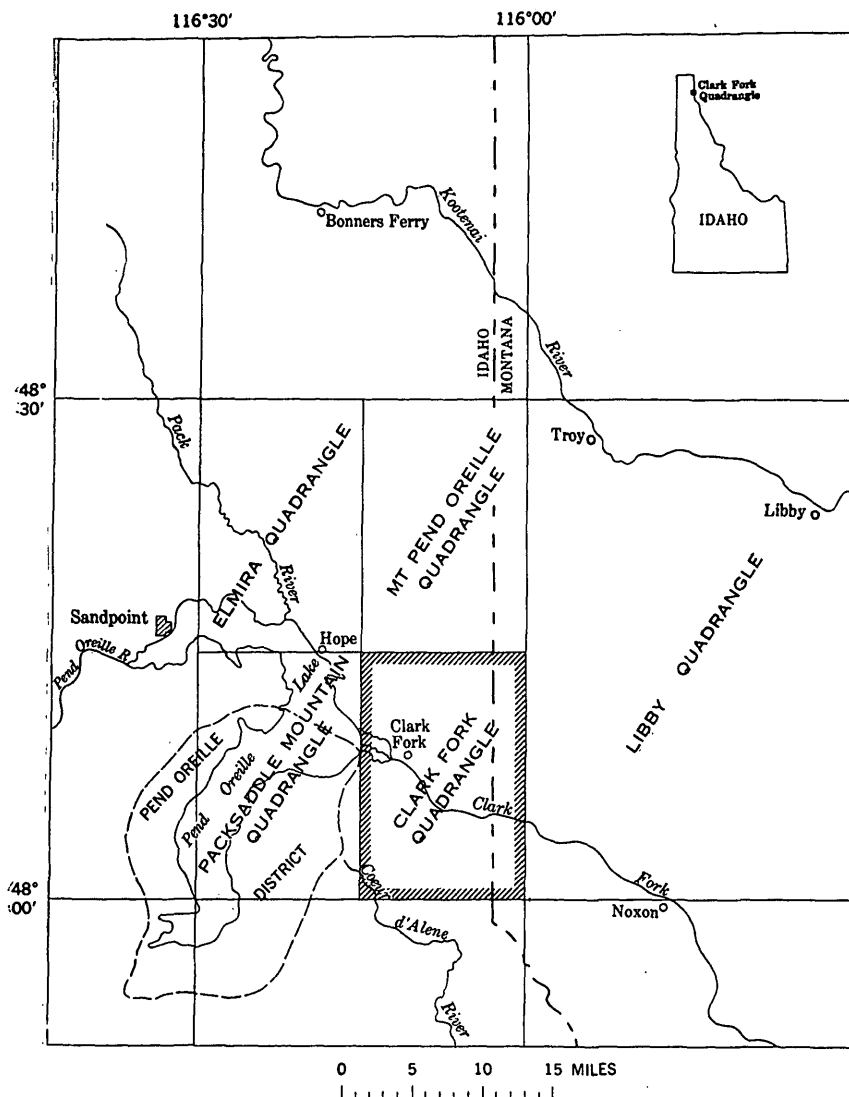 116°30' 116°00'
Clark Fork
Quadrangle
IDAHO
Bonners Ferry
Kootenai
River
IDAHO
MONTANA
48°
30'
Troy
Libby
Pack
River
ELMIRA QUADRANGLE
MT PEND OREILLE
QUADRANGLE
LIBBY QUADRANGLE
Sandpoint
Pend Oreille R.
Hope
Lake
Pend Oreille
PACKSADDLE MOUNTAIN
QUADRANGLE
PEND OREILLE
DISTRICT
Clark
Fork
CLARK FORK
QUADRANGLE
Clark
Fork
Noxon
Coeur
d'Alene
River
48°
00'
0 5 10 15 MILES